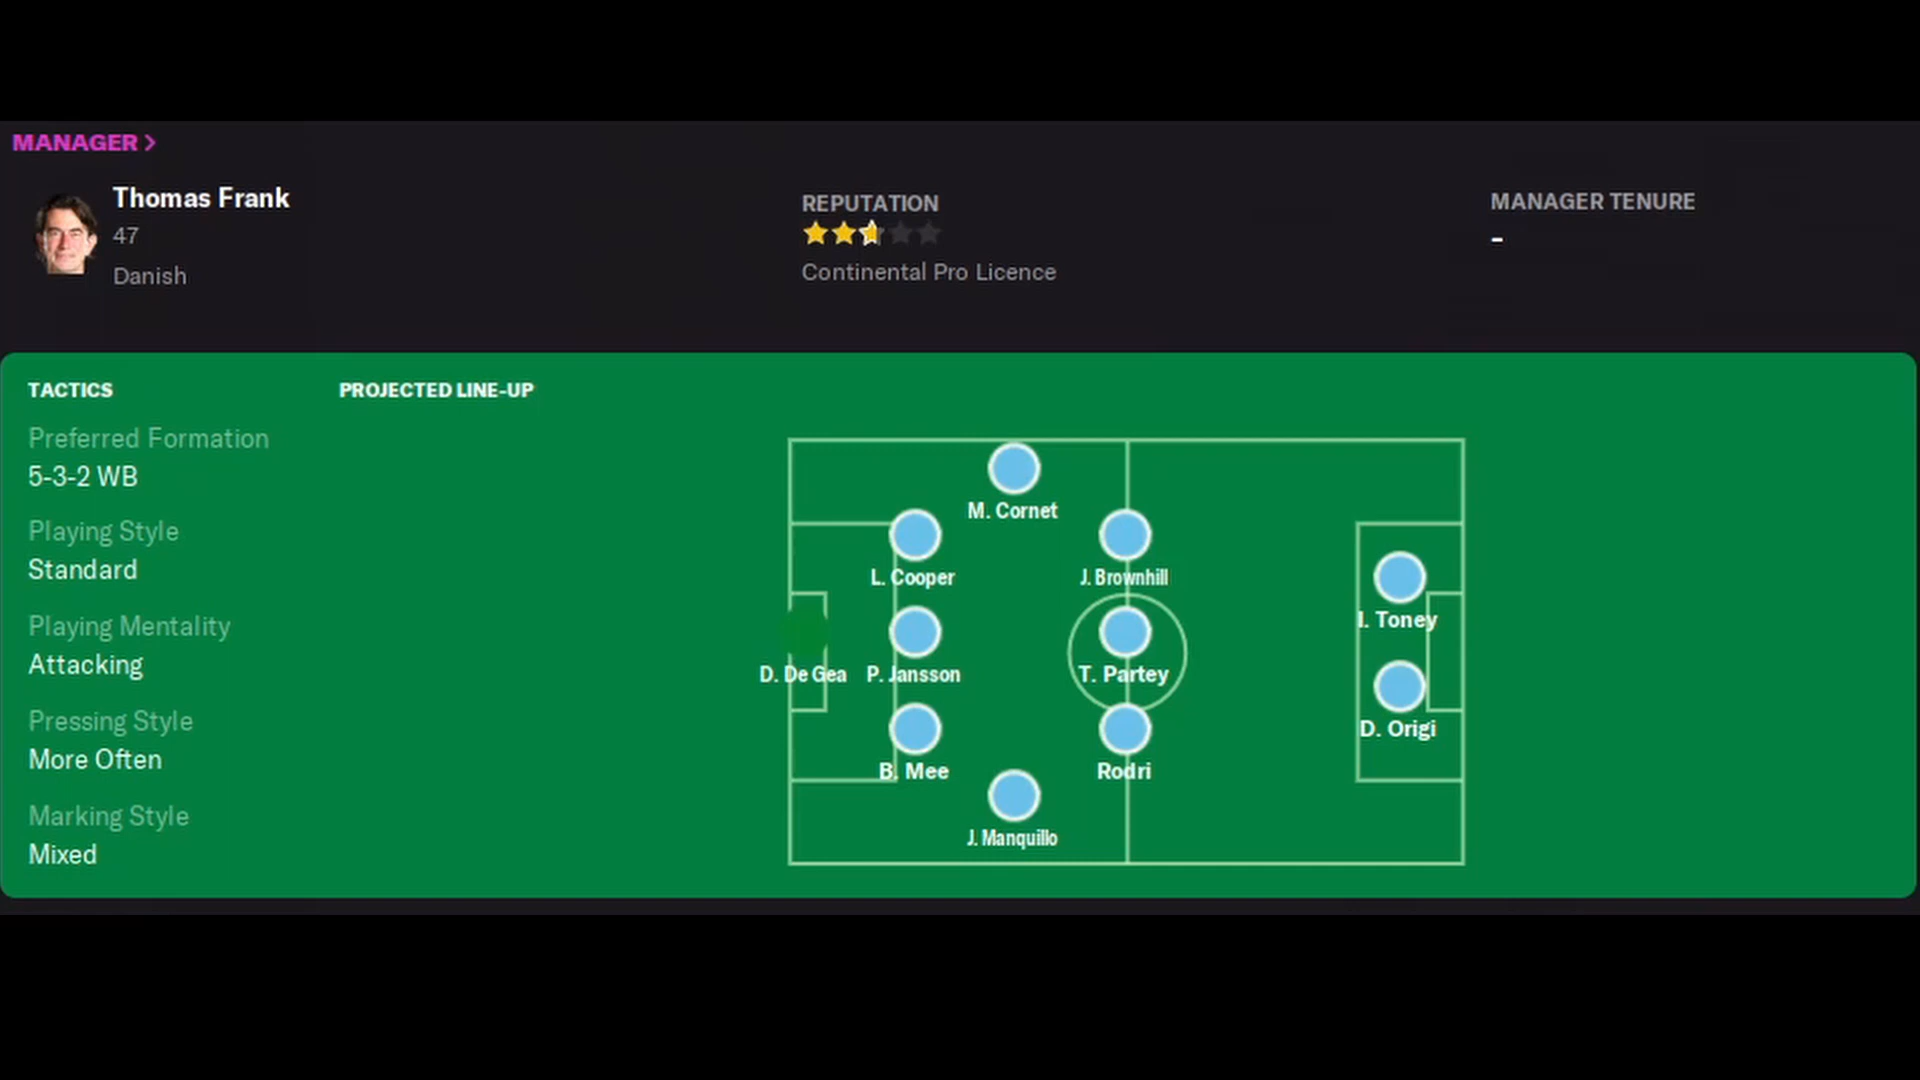 MANAGER >
Thomas Frank
47
Danish
REPUTATION
Continental Pro Licence
MANAGER TENURE
-
TACTICS
PROJECTED LINE-UP
Preferred Formation
5-3-2 WB
Playing Style
Standard
Playing Mentality
Attacking
Pressing Style
More Often
Marking Style
Mixed
M. Cornet
L. Cooper
J. Brownhill
I. Toney
D. De Gea
P. Jansson
T. Partey
D. Origi
B. Mee
Rodri
J. Manquillo